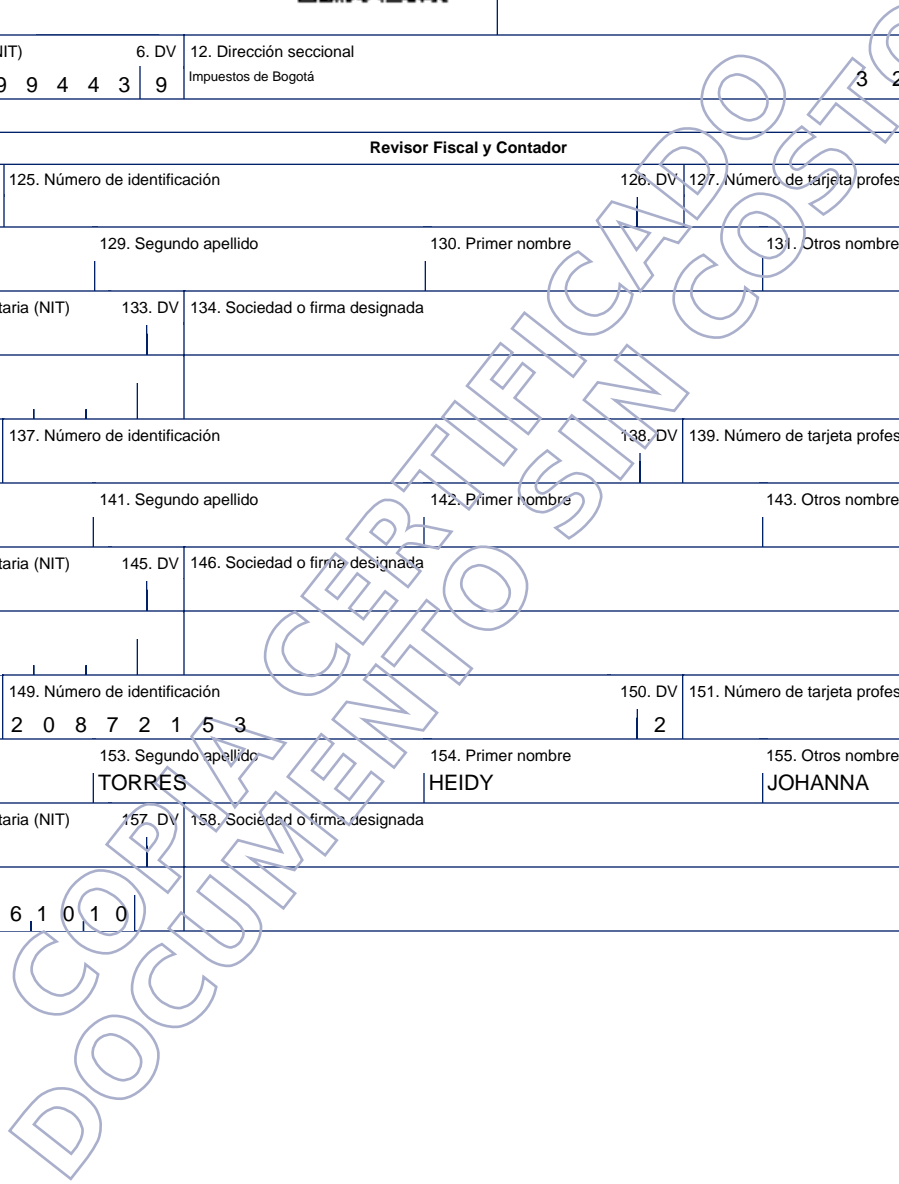 NIT) 6. DV 12. Dirección seccional
9 9 4 4 3 9 Impuestos de Bogotá 3 2
Revisor Fiscal y Contador
125. Número de identificación 126. DV 127. Número de tarjeta profes
129. Segundo apellido 130. Primer nombre 131. Otros nombre
taria (NIT) 133. DV 134. Sociedad o firma designada
137. Número de identificación 138. DV 139. Número de tarjeta profes
141. Segundo apellido 142. Primer nombre 143. Otros nombre
taria (NIT) 145. DV 146. Sociedad o firma designada
149. Número de identificación 150. DV 151. Número de tarjeta profes
2 0 8 7 2 1 5 3 2
153. Segundo apellido 154. Primer nombre 155. Otros nombre
TORRES HEIDY JOHANNA
taria (NIT) 157. DV 158. Sociedad o firma designada
6 1 0 1 0
COPIA CERTIFICADO
DOCUMENTO SIN COSTO